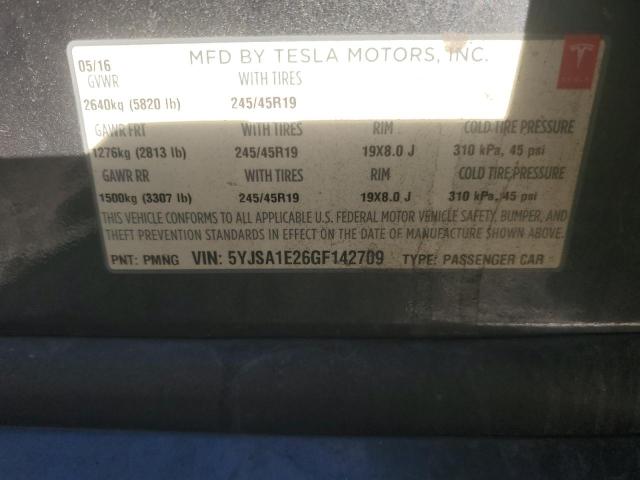 05/16 MFD BY TESLA MOTORS, INC.
GVWR WITH TIRES
2640kg (5820 lb) 245/45R19
GAWR FRT WITH TIRES RIM COLD TIRE PRESSURE
1276kg (2813 lb) 245/45R19 19X8.0 J 310 kPa, 45 psi
GAWR RR WITH TIRES RIM COLD TIRE PRESSURE
1500kg (3307 lb) 245/45R19 19X8.0 J 310 kPa, 45 psi
THIS VEHICLE CONFORMS TO ALL APPLICABLE U.S. FEDERAL MOTOR VEHICLE SAFETY, BUMPER, AND
THEFT PREVENTION STANDARDS IN EFFECT ON THE DATE OF MANUFACTURE SHOWN ABOVE.
PNT: PMNG VIN: 5YJSA1E26GF142709 TYPE: PASSENGER CAR
TESLA